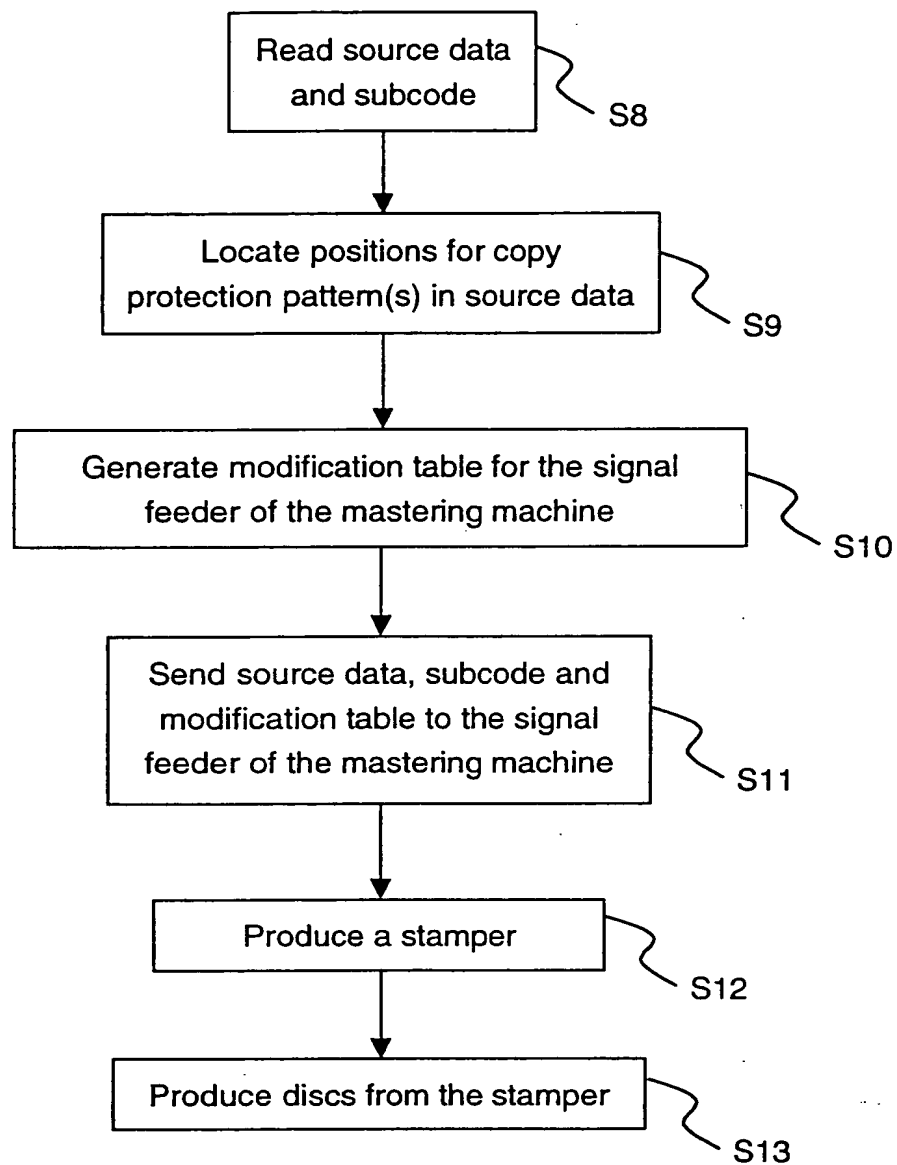 Read source data
and subcode
S8
Locate positions for copy
protection pattern(s) in source data
S9
Generate modification table for the signal
feeder of the mastering machine
S10
Send source data, subcode and
modification table to the signal
feeder of the mastering machine
S11
Produce a stamper
S12
Produce discs from the stamper
S13